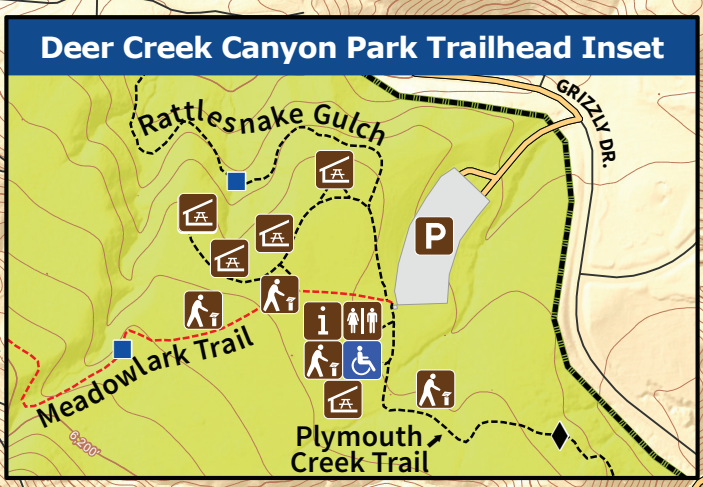 Deer Creek Canyon Park Trailhead Inset
GRIZZLY DR.
Rattlesnake Gulch
P
i
Meadowlark Trail
Plymouth
Creek Trail
6,200'